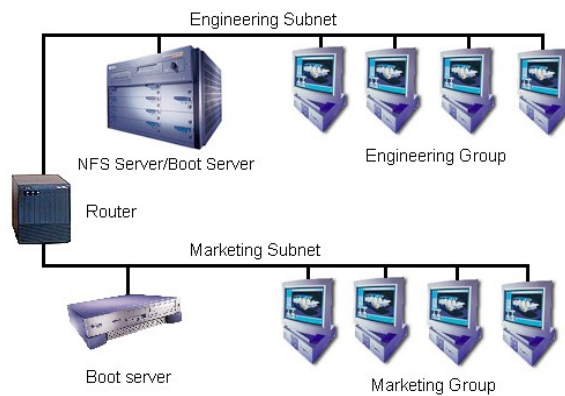 Engineering Subnet
NFS Server/Boot Server
Engineering Group
Router
Marketing Subnet
Boot server
Marketing Group